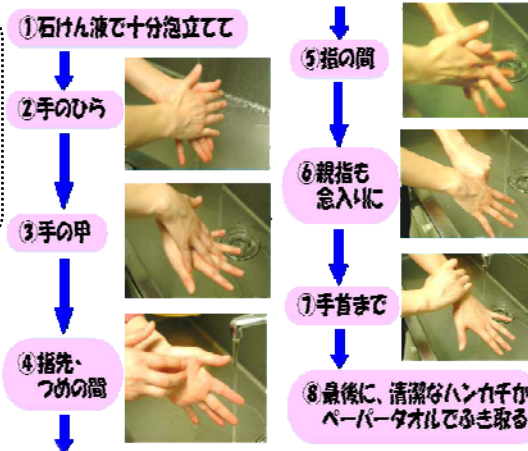 ①石けん液で十分泡立てて
②手のひら
③手の甲
④指先・
つめの間
⑤指の間
⑥親指も
念入りに
⑦手首まで
⑧最後に、清潔なハンカチか
ペーパータオルでふき取る